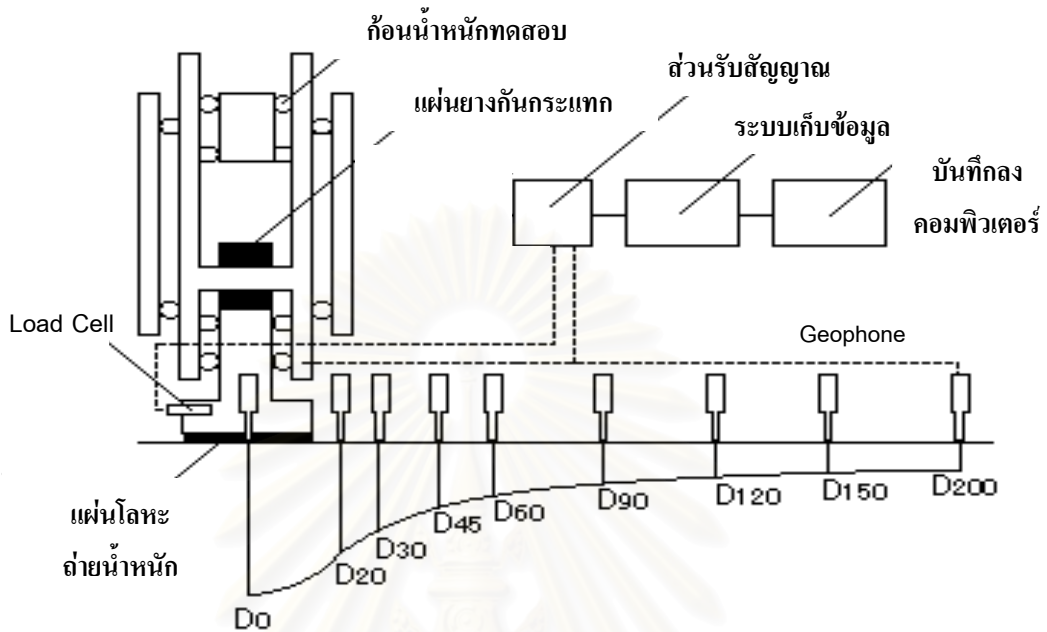 ก้อนน้ำหนักทดสอบ
ส่วนรับสัญญาณ
แผ่นยางกันกระแทก
ระบบเก็บข้อมูล
บันทึกลง
คอมพิวเตอร์
Load Cell
Geophone
แผ่นโลหะ
ถ่ายน้ำหนัก
D0
D20
D30
D45
D60
D90
D120
D150
D200